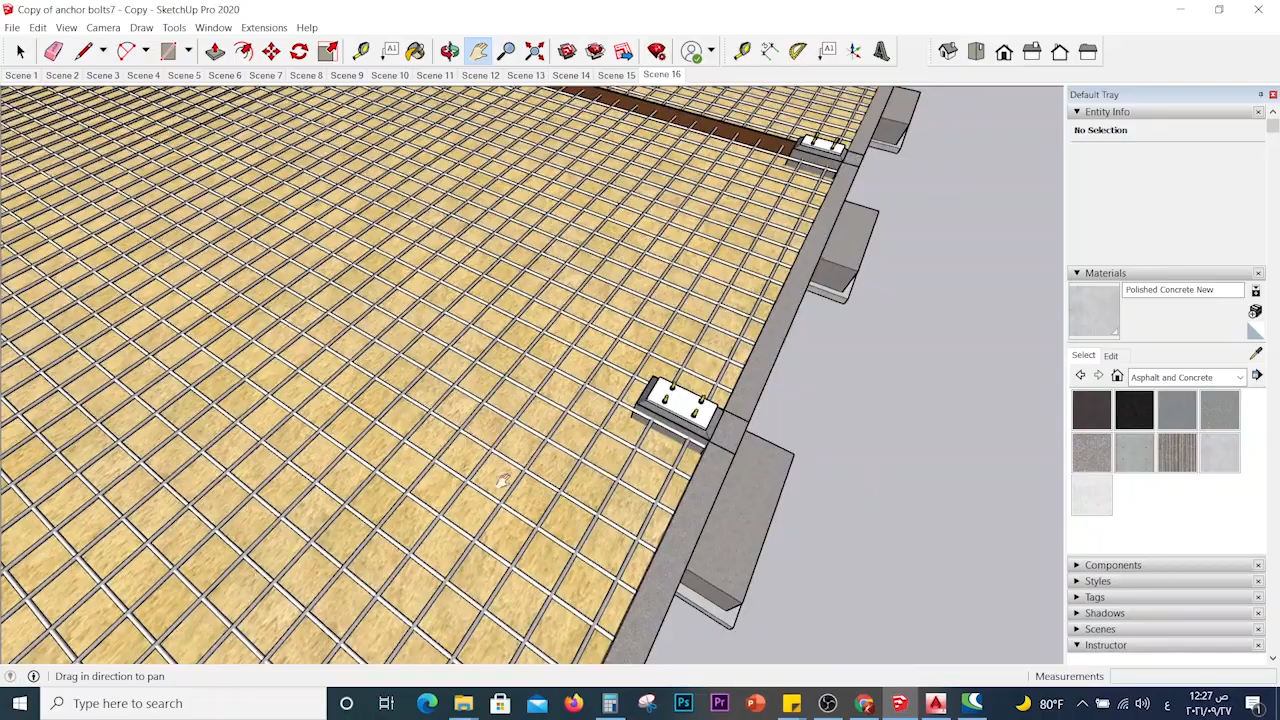 Copy of anchor bolts7 - Copy - SketchUp Pro 2020
File Edit View Camera Draw Tools Window Extensions Help
Scene 1 Scene 2 Scene 3 Scene 4 Scene 5 Scene 6 Scene 7 Scene 8 Scene 9 Scene 10 Scene 11 Scene 12 Scene 13 Scene 14 Scene 15 Scene 16
Default Tray
Entity Info
No Selection
Materials
Polished Concrete New
Select Edit
Asphalt and Concrete
Components
Styles
Tags
Shadows
Scenes
Instructor
Drag in direction to pan
Measurements
Type here to search
80°F
ع
12:27 ص
٢٠٢١/٠٩/٢٧